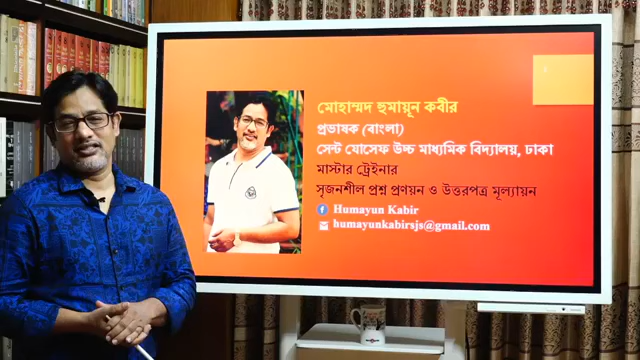 মোহাম্মদ হুমায়ূন কবীর
প্রভাষক (বাংলা)
সেন্ট যোসেফ উচ্চ মাধ্যমিক বিদ্যালয়, ঢাকা
মাস্টার ট্রেইনার
সৃজনশীল প্রশ্ন প্রণয়ন ও উত্তরপত্র মূল্যায়ন
Humayun Kabir
humayunkabirsjs@gmail.com